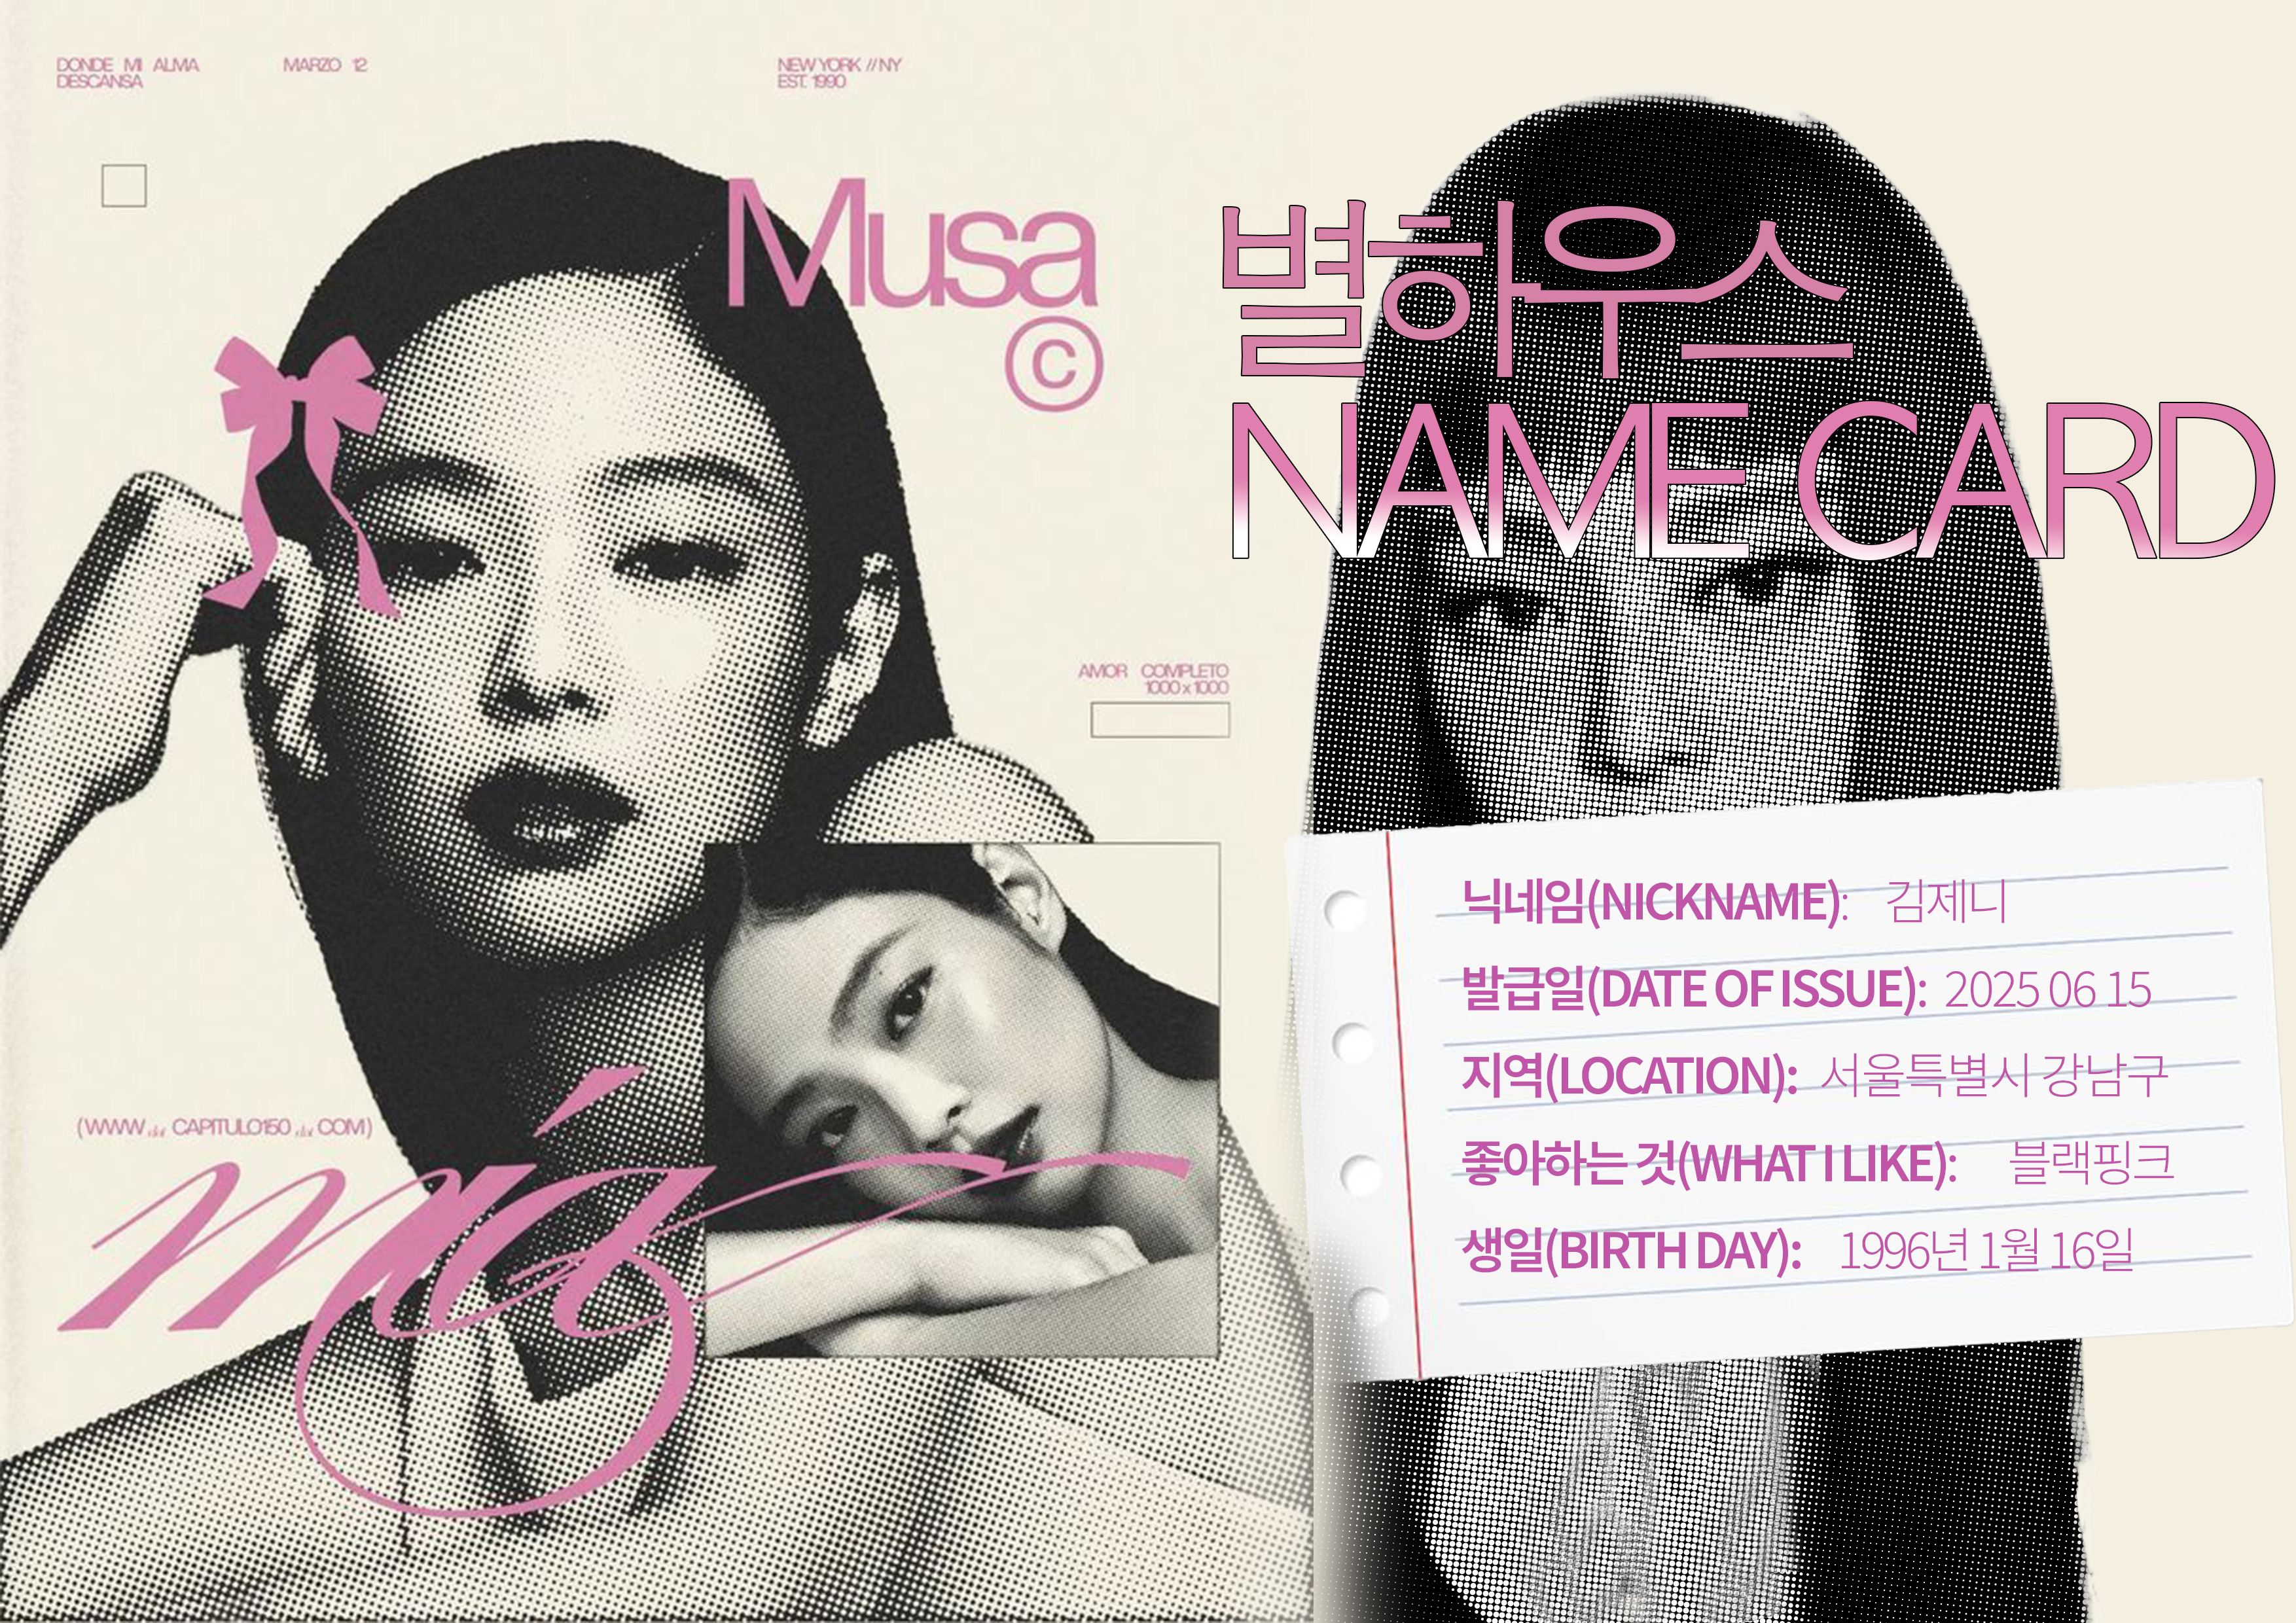 DONDE MI ALMA
DESCANSA
MARZO 12
NEW YORK // NY
EST. 1990
Musa
©
AMOR COMPLETO
1000 x 1000
(WWW dot CAPITULO150 dot COM)
mía
별하우스
NAME CARD
닉네임(NICKNAME): 김제니
발급일(DATE OF ISSUE): 2025 06 15
지역(LOCATION): 서울특별시 강남구
좋아하는 것(WHAT I LIKE): 블랙핑크
생일(BIRTH DAY): 1996년 1월 16일